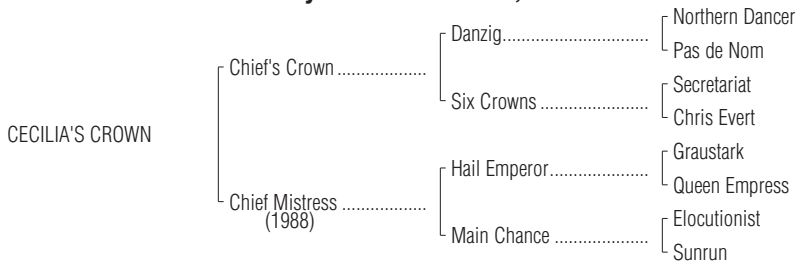 Northern Dancer
Danzig..............................
Pas de Nom
Chief's Crown ...................
Secretariat
Six Crowns ......................
Chris Evert
CECILIA'S CROWN
Graustark
Hail Emperor....................
Queen Empress
Chief Mistress ..................
(1988)
Elocutionist
Main Chance ...................
Sunrun